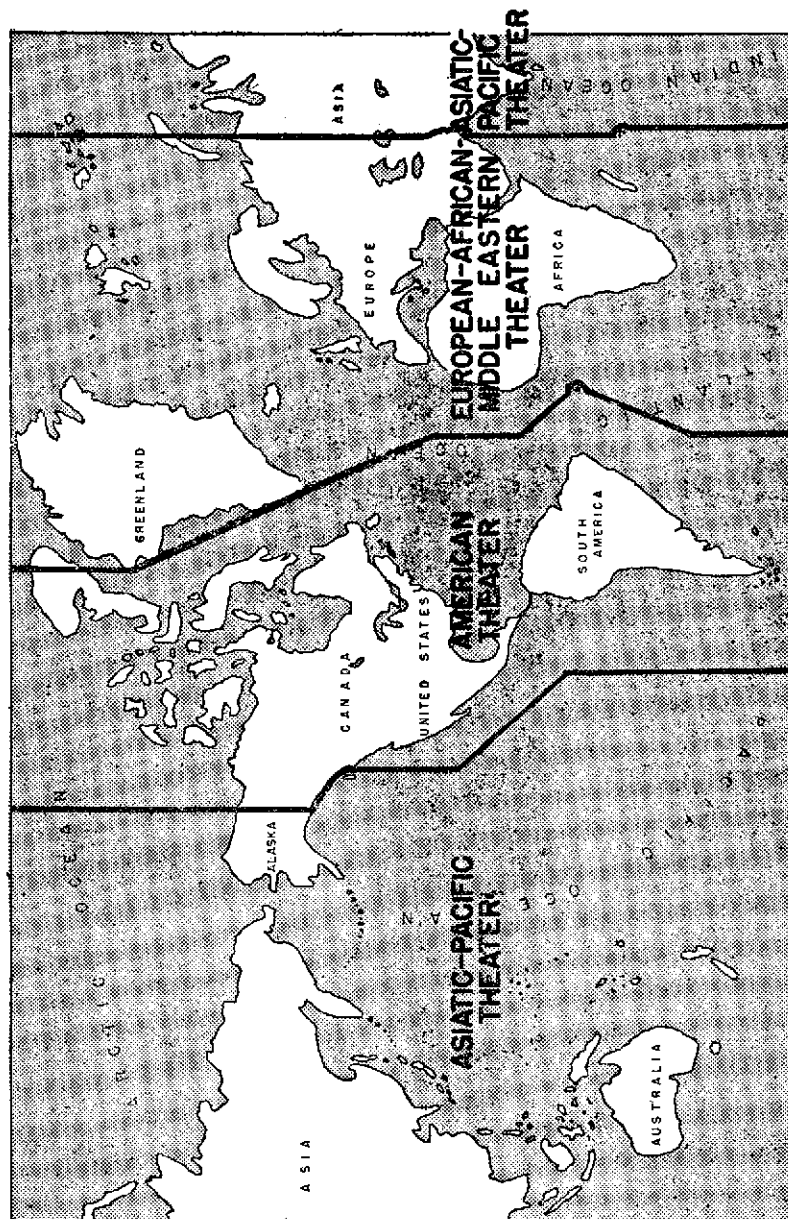 ARCTIC OCEAN
GREENLAND
ALASKA
CANADA
EUROPE
ASIA
ASIA
UNITED STATES
ASIATIC-PACIFIC
THEATER
AMERICAN
THEATER
EUROPEAN-AFRICAN-
MIDDLE EASTERN
THEATER
ASIATIC-
PACIFIC
THEATER
OCEAN
AFRICA
SOUTH
AMERICA
AUSTRALIA
PACIFIC
ATLANTIC
INDIAN OCEAN